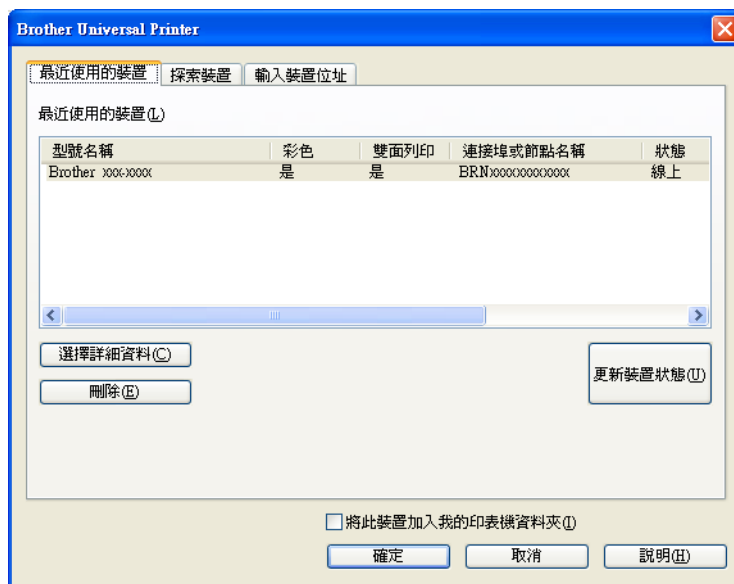 Brother Universal Printer
最近使用的裝置 探索裝置 輸入裝置位址
最近使用的裝置(L)
型號名稱 彩色 雙面列印 連接埠或節點名稱 狀態
Brother xxx-xxxx 是 是 BRNxxxxxxxxxxxx 線上
選擇詳細資料(C)
更新裝置狀態(U)
刪除(E)
將此裝置加入我的印表機資料夾(I)
確定 取消 說明(H)